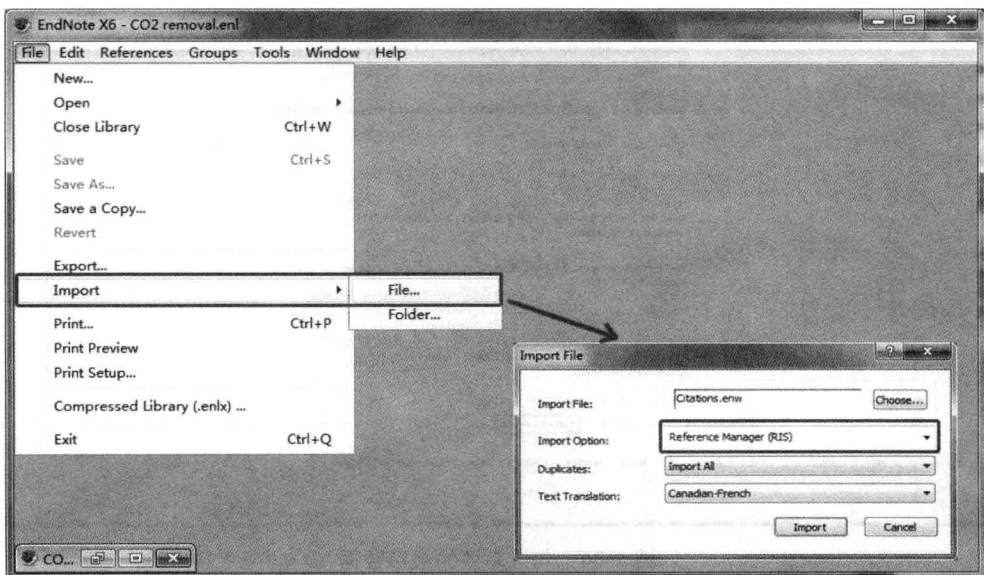 EndNote X6 - CO2 removal.enl
File Edit References Groups Tools Window Help
New...
Open
Close Library Ctrl+W
Save Ctrl+S
Save As...
Save a Copy...
Revert
Export...
Import File...
Folder...
Print... Ctrl+P
Print Preview
Print Setup...
Compressed Library (.enlx) ...
Exit Ctrl+Q
Import File
Import File: Citations.enw Choose...
Import Option: Reference Manager (RIS)
Duplicates: Import All
Text Translation: Canadian-French
Import Cancel
CO...